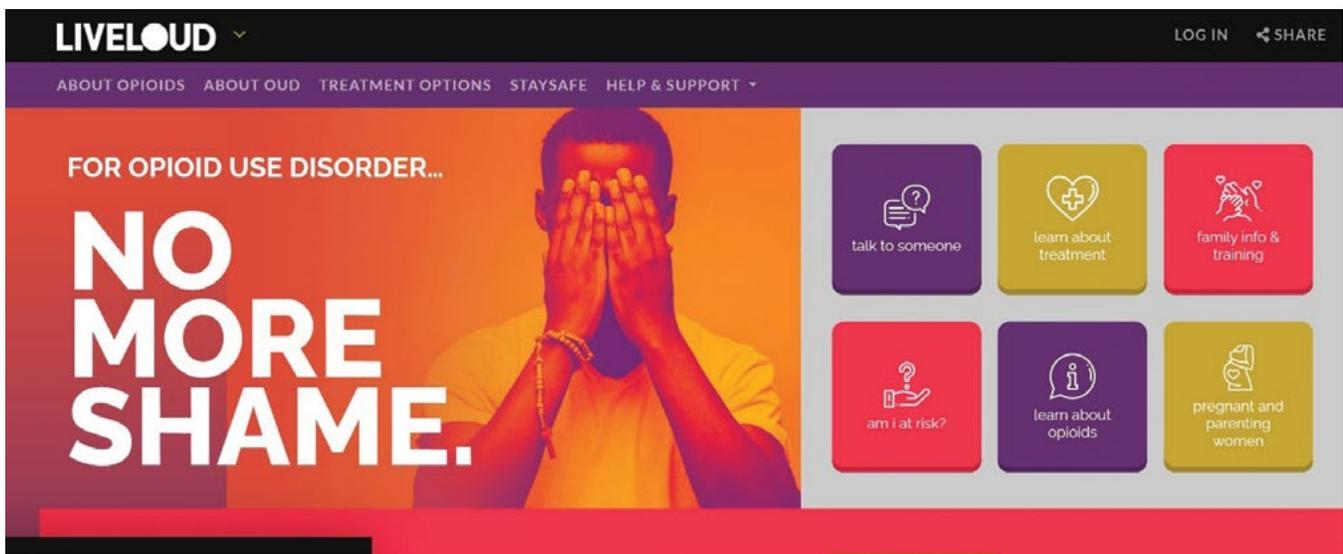 LIVELOUD
LOG IN
SHARE
ABOUT OPIOIDS
ABOUT OUD
TREATMENT OPTIONS
STAYSAFE
HELP & SUPPORT
FOR OPIOID USE DISORDER...
NO
MORE
SHAME.
talk to someone
learn about
treatment
family info &
training
am i at risk?
learn about
opioids
pregnant and
parenting
women